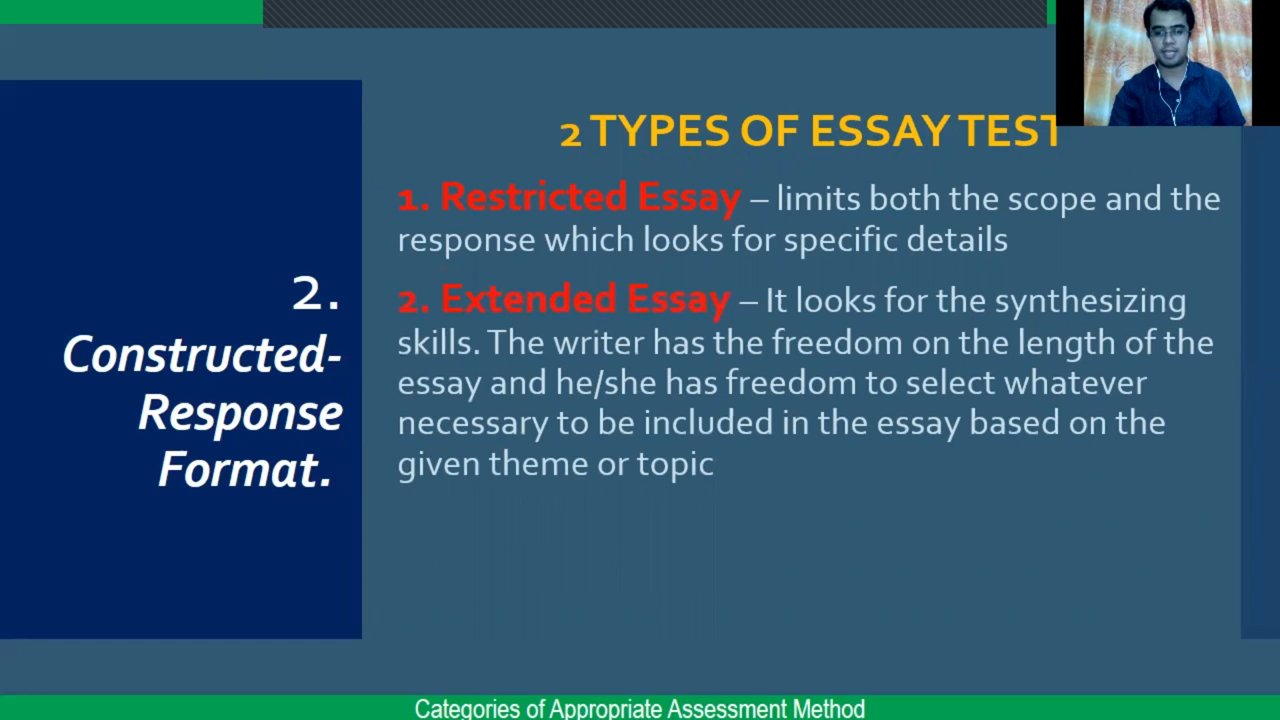 2 TYPES OF ESSAY TEST
1. Restricted Essay – limits both the scope and the
response which looks for specific details
2. Extended Essay – It looks for the synthesizing
skills. The writer has the freedom on the length of the
essay and he/she has freedom to select whatever
necessary to be included in the essay based on the
given theme or topic
2.
Constructed-
Response
Format.
Categories of Appropriate Assessment Method